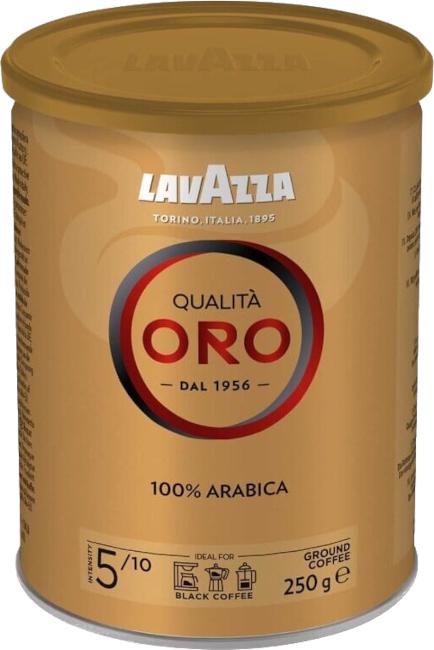 LAVAZZA
LAVAZZA
TORINO, ITALIA, 1895
QUALITÀ
ORO
— DAL 1956 —
100% ARABICA
INTENSITY
5/10
IDEAL FOR
BLACK COFFEE
GROUND
COFFEE
250 g e